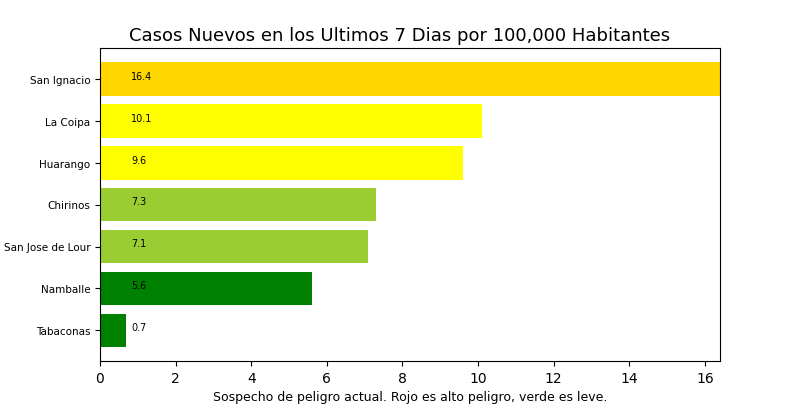 Casos Nuevos en los Ultimos 7 Dias por 100,000 Habitantes
San Ignacio 16.4
La Coipa 10.1
Huarango 9.6
Chirinos 7.3
San Jose de Lour 7.1
Namballe 5.6
Tabaconas 0.7
0 2 4 6 8 10 12 14 16
Sospecho de peligro actual. Rojo es alto peligro, verde es leve.